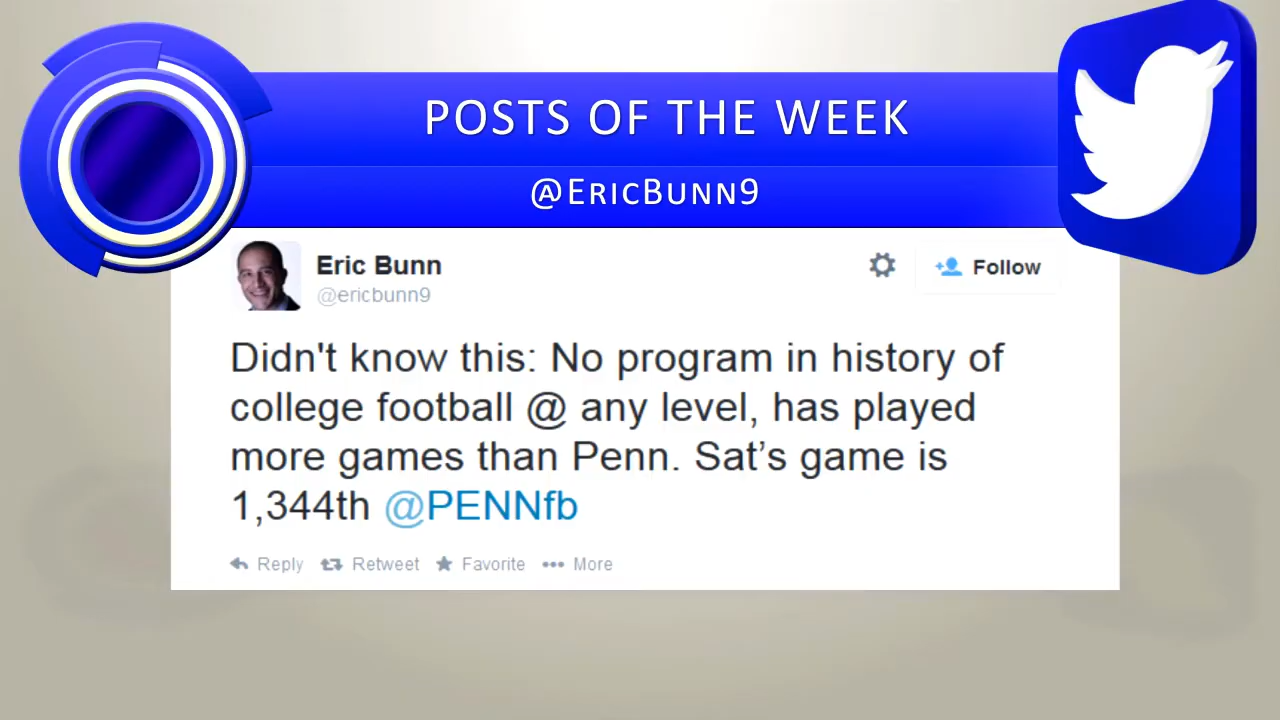 POSTS OF THE WEEK
@ERICBUNN9
Eric Bunn
@ericbunn9
Follow
Didn't know this: No program in history of
college football @ any level, has played
more games than Penn. Sat’s game is
1,344th @PENNfb
Reply Retweet Favorite More